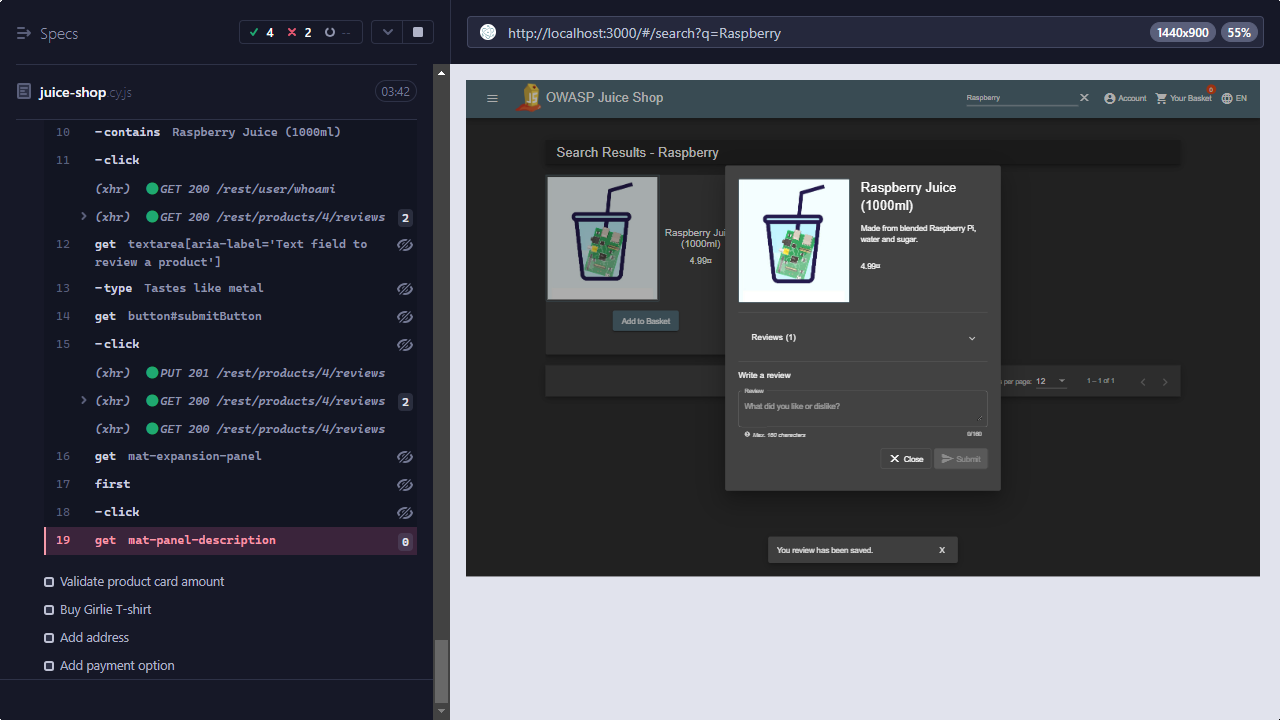 Specs
4
2
--
http://localhost:3000/#/search?q=Raspberry
1440x900
55%
juice-shop.cy.js
03:42
10 -contains Raspberry Juice (1000ml)
11 -click
(xhr) GET 200 /rest/user/whoami
(xhr) GET 200 /rest/products/4/reviews 2
12 get textarea[aria-label='Text field to
review a product']
13 -type Tastes like metal
14 get button#submitButton
15 -click
(xhr) PUT 201 /rest/products/4/reviews
(xhr) GET 200 /rest/products/4/reviews 2
(xhr) GET 200 /rest/products/4/reviews
16 get mat-expansion-panel
17 first
18 -click
19 get mat-panel-description 0
Validate product card amount
Buy Girlie T-shirt
Add address
Add payment option
OWASP Juice Shop
Raspberry
Account
Your Basket
0
EN
Search Results - Raspberry
Raspberry Jui
(1000ml)
4.99¤
Add to Basket
Raspberry Juice
(1000ml)
Made from blended Raspberry Pi,
water and sugar.
4.99¤
Reviews (1)
Write a review
Review
What did you like or dislike?
Max. 160 characters
0/160
Close
Submit
s per page: 12
1 – 1 of 1
You review has been saved.
X